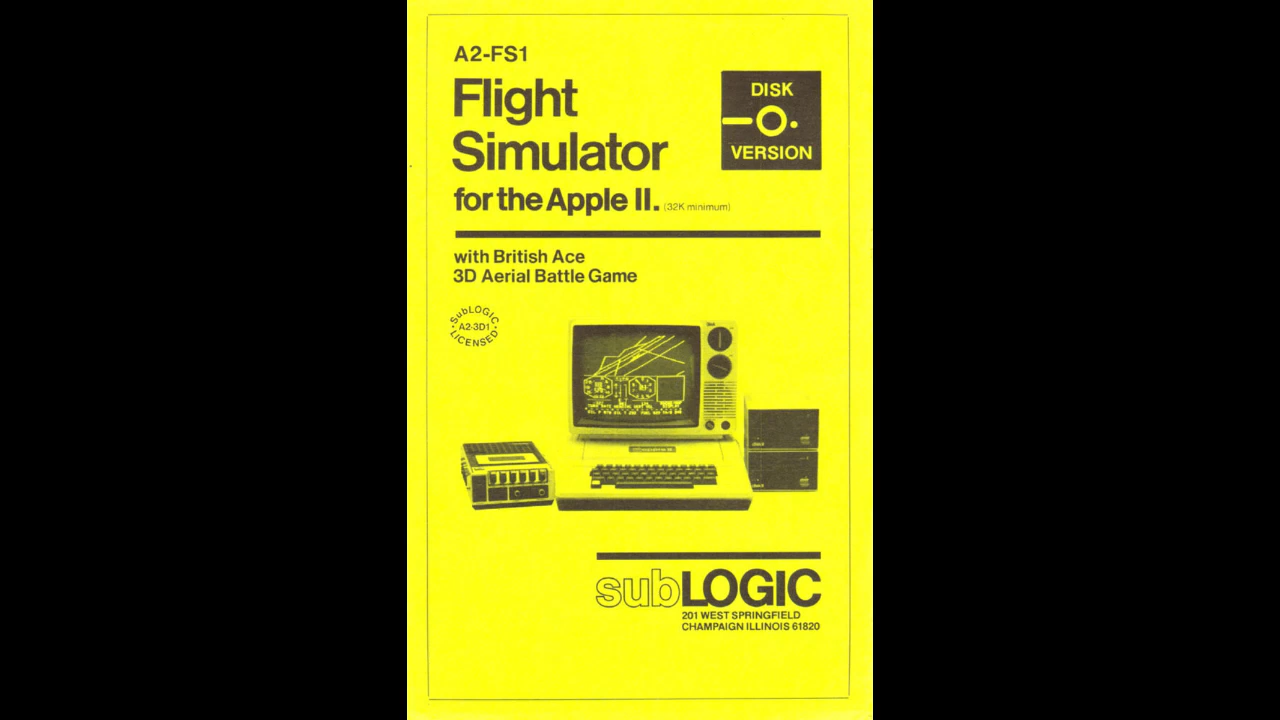 A2-FS1
Flight
Simulator
for the Apple II. (32K minimum)
DISK
VERSION
with British Ace
3D Aerial Battle Game
SubLOGIC
A2-3D1
LICENSED
subLOGIC
201 WEST SPRINGFIELD
CHAMPAIGN ILLINOIS 61820